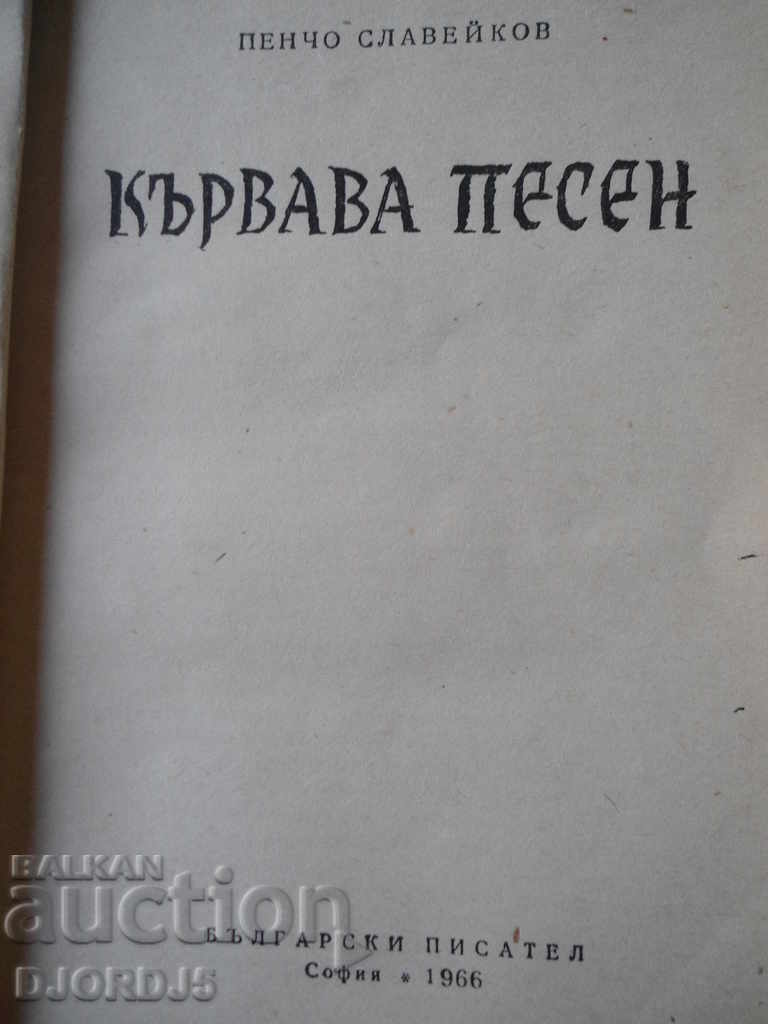 ПЕНЧО СЛАВЕЙКОВ
КЪРВАВА ПЕСЕН
BALKAN
auction
БЪЛГАРСКИ ПИСАТЕЛ
София * 1966
DJORDJ5